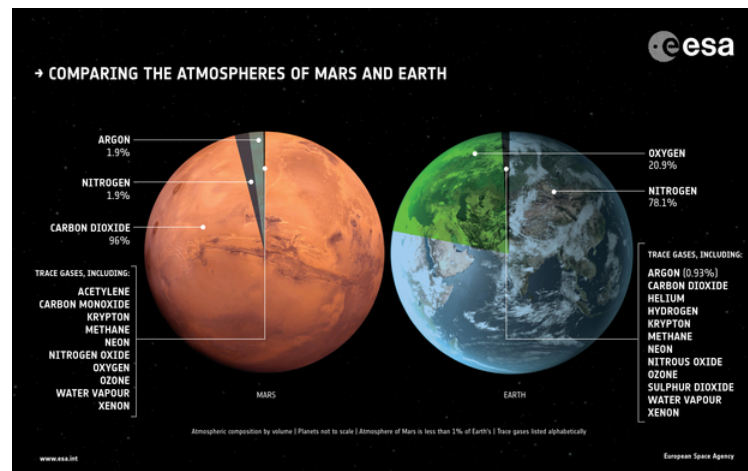 esa
→ COMPARING THE ATMOSPHERES OF MARS AND EARTH
ARGON
1.9%
NITROGEN
1.9%
CARBON DIOXIDE
96%
TRACE GASES, INCLUDING:
ACETYLENE
CARBON MONOXIDE
KRYPTON
METHANE
NEON
NITROGEN OXIDE
OXYGEN
OZONE
WATER VAPOUR
XENON
MARS
OXYGEN
20.9%
NITROGEN
78.1%
TRACE GASES, INCLUDING:
ARGON (0.93%)
CARBON DIOXIDE
HELIUM
HYDROGEN
KRYPTON
METHANE
NEON
NITROUS OXIDE
OZONE
SULPHUR DIOXIDE
WATER VAPOUR
XENON
EARTH
Atmospheric composition by volume | Planets not to scale | Atmosphere of Mars is less than 1% of Earth's | Trace gases listed alphabetically
www.esa.int
European Space Agency